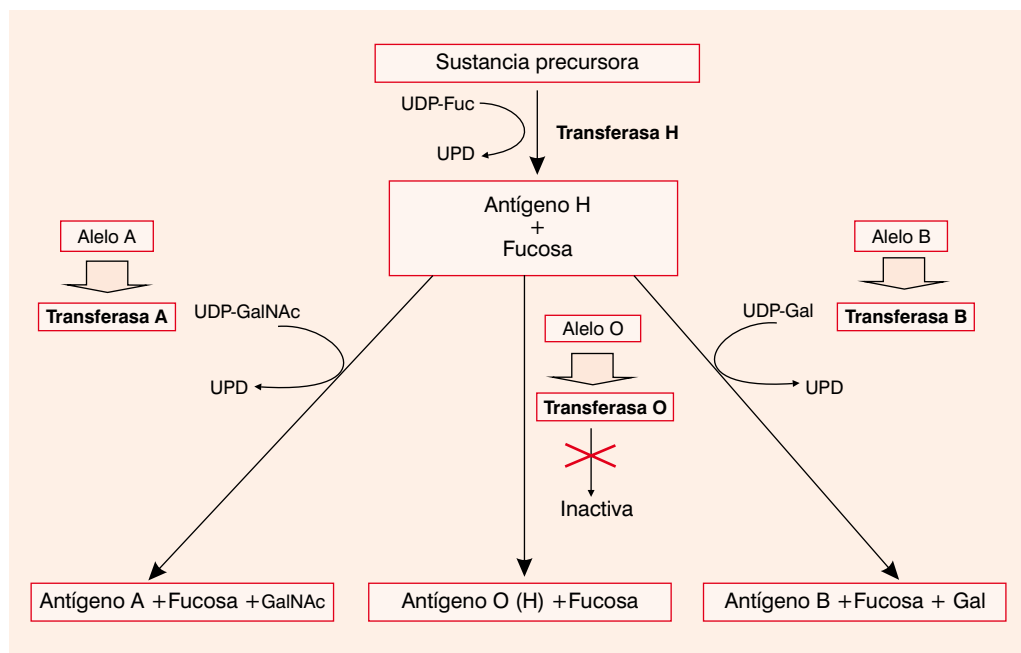 Sustancia precursora
UDP-Fuc
Transferasa H
UPD
Antígeno H
+
Fucosa
Alelo A
Alelo B
Transferasa A
UDP-GalNAc
UDP-Gal
Transferasa B
Alelo O
UPD
UPD
Transferasa O
Inactiva
Antígeno A +Fucosa +GalNAc
Antígeno O (H) +Fucosa
Antígeno B +Fucosa + Gal